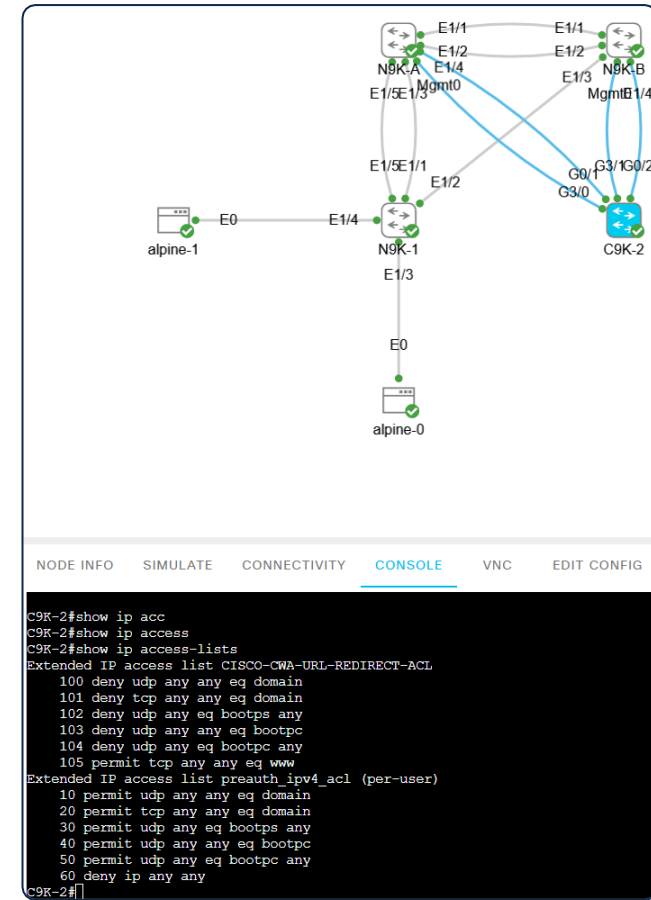 E1/1
E1/1
E1/2
E1/2
N9K-A
E1/4
N9K-B
Mgmt0
E1/3
E1/5
E1/3
E1/4
E1/5
E1/1
G0/1
G3/1
G0/2
E1/2
G3/0
E0
E1/4
alpine-1
N9K-1
C9K-2
E1/3
E0
alpine-0
NODE INFO SIMULATE CONNECTIVITY CONSOLE VNC EDIT CONFIG
C9K-2#show ip acc
C9K-2#show ip access
C9K-2#show ip access-lists
Extended IP access list CISCO-CWA-URL-REDIRECT-ACL
100 deny udp any any eq domain
101 deny tcp any any eq domain
102 deny udp any eq bootps any
103 deny udp any any eq bootpc
104 deny udp any eq bootpc any
105 permit tcp any any eq www
Extended IP access list preauth_ipv4_acl (per-user)
10 permit udp any any eq domain
20 permit tcp any any eq domain
30 permit udp any eq bootps any
40 permit udp any any eq bootpc
50 permit udp any eq bootpc any
60 deny ip any any
C9K-2#